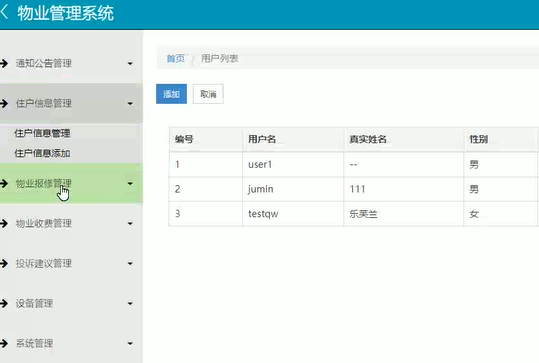 物业管理系统
通知公告管理
住户信息管理
住户信息管理
住户信息添加
物业报修管理
物业收费管理
投诉建议管理
设备管理
系统管理
首页 / 用户列表
添加 取消
编号 用户名 真实姓名 性别
1 user1 -- 男
2 jumin 111 男
3 testqw 乐芙兰 女